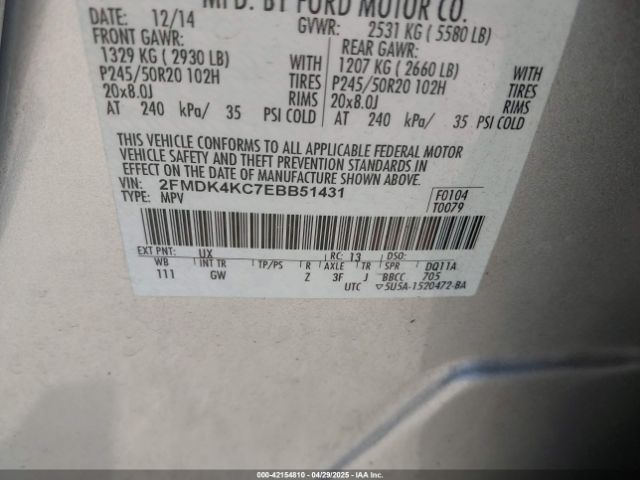 MFD. BY FORD MOTOR CO.
DATE: 12/14 GVWR: 2531 KG ( 5580 LB)
FRONT GAWR: REAR GAWR:
1329 KG ( 2930 LB) WITH 1207 KG ( 2660 LB) WITH
P245/50R20 102H TIRES P245/50R20 102H TIRES
20x8.0J RIMS 20x8.0J RIMS
AT 240 kPa/ 35 PSI COLD AT 240 kPa/ 35 PSI COLD
THIS VEHICLE CONFORMS TO ALL APPLICABLE FEDERAL MOTOR
VEHICLE SAFETY AND THEFT PREVENTION STANDARDS IN
EFFECT ON THE DATE OF MANUFACTURE SHOWN ABOVE.
VIN: 2FMDK4KC7EBB51431 F0104
TYPE: MPV T0079
EXT PNT: UX RC: 13 DSO:
WB INT TR TP/PS R AXLE TR SPR DQ11A
111 GW Z 3F J BBCC 705
UTC ▽5U5A-1520472-BA
000-42154810 - 04/29/2025 - IAAI.COM